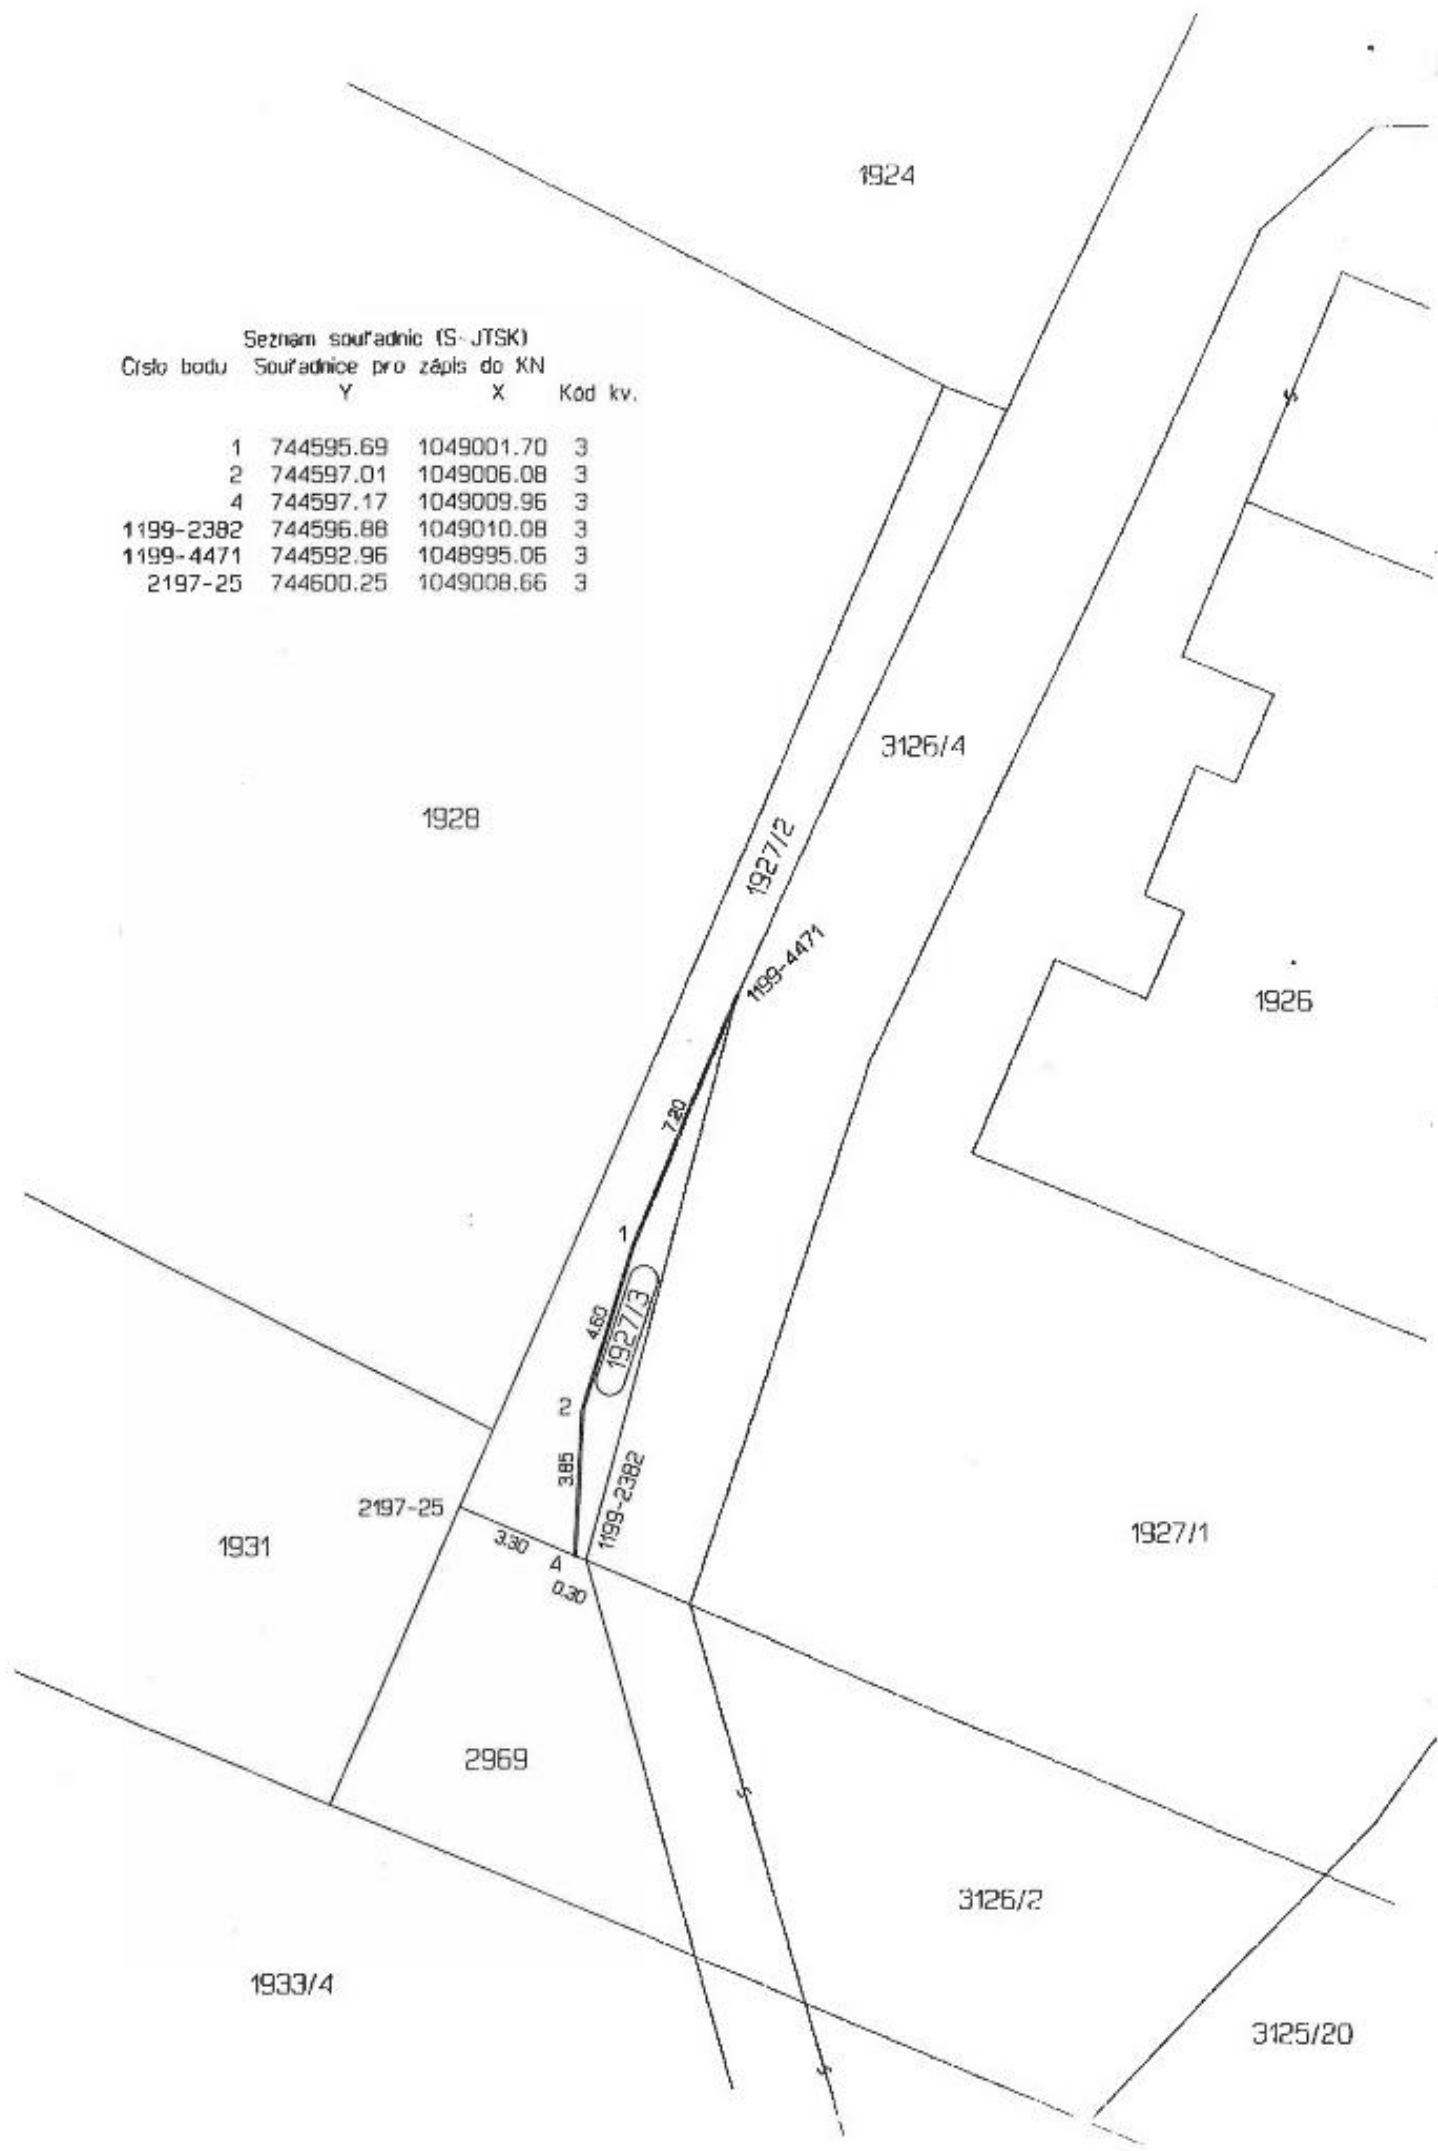 1924
Seznam souřadnic (S-JTSK)
Číslo bodu Souřadnice pro zápis do KN
Y X Kód kv.
1 744595.69 1049001.70 3
2 744597.01 1049006.08 3
4 744597.17 1049009.96 3
1199-2382 744596.88 1049010.08 3
1199-4471 744592.96 1048995.06 3
2197-25 744600.25 1049008.66 3
3126/4
1928
1927/2
1199-4471
1926
7.20
1
4.60
1927/3
2
3.85
1199-2382
2197-25
3.30
4
0.30
1931
1927/1
2969
3126/2
1933/4
3125/20